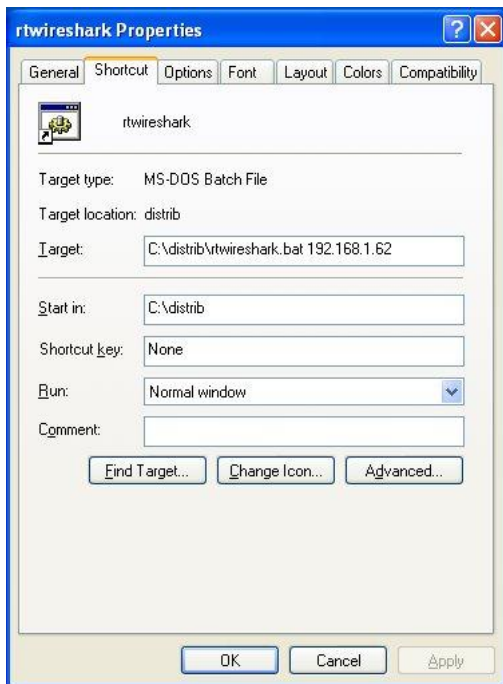 rtwireshark Properties
General Shortcut Options Font Layout Colors Compatibility
rtwireshark
Target type: MS-DOS Batch File
Target location: distrib
Target: C:\distrib\rtwireshark.bat 192.168.1.62
Start in: C:\distrib
Shortcut key: None
Run: Normal window
Comment:
Find Target... Change Icon... Advanced...
OK Cancel Apply